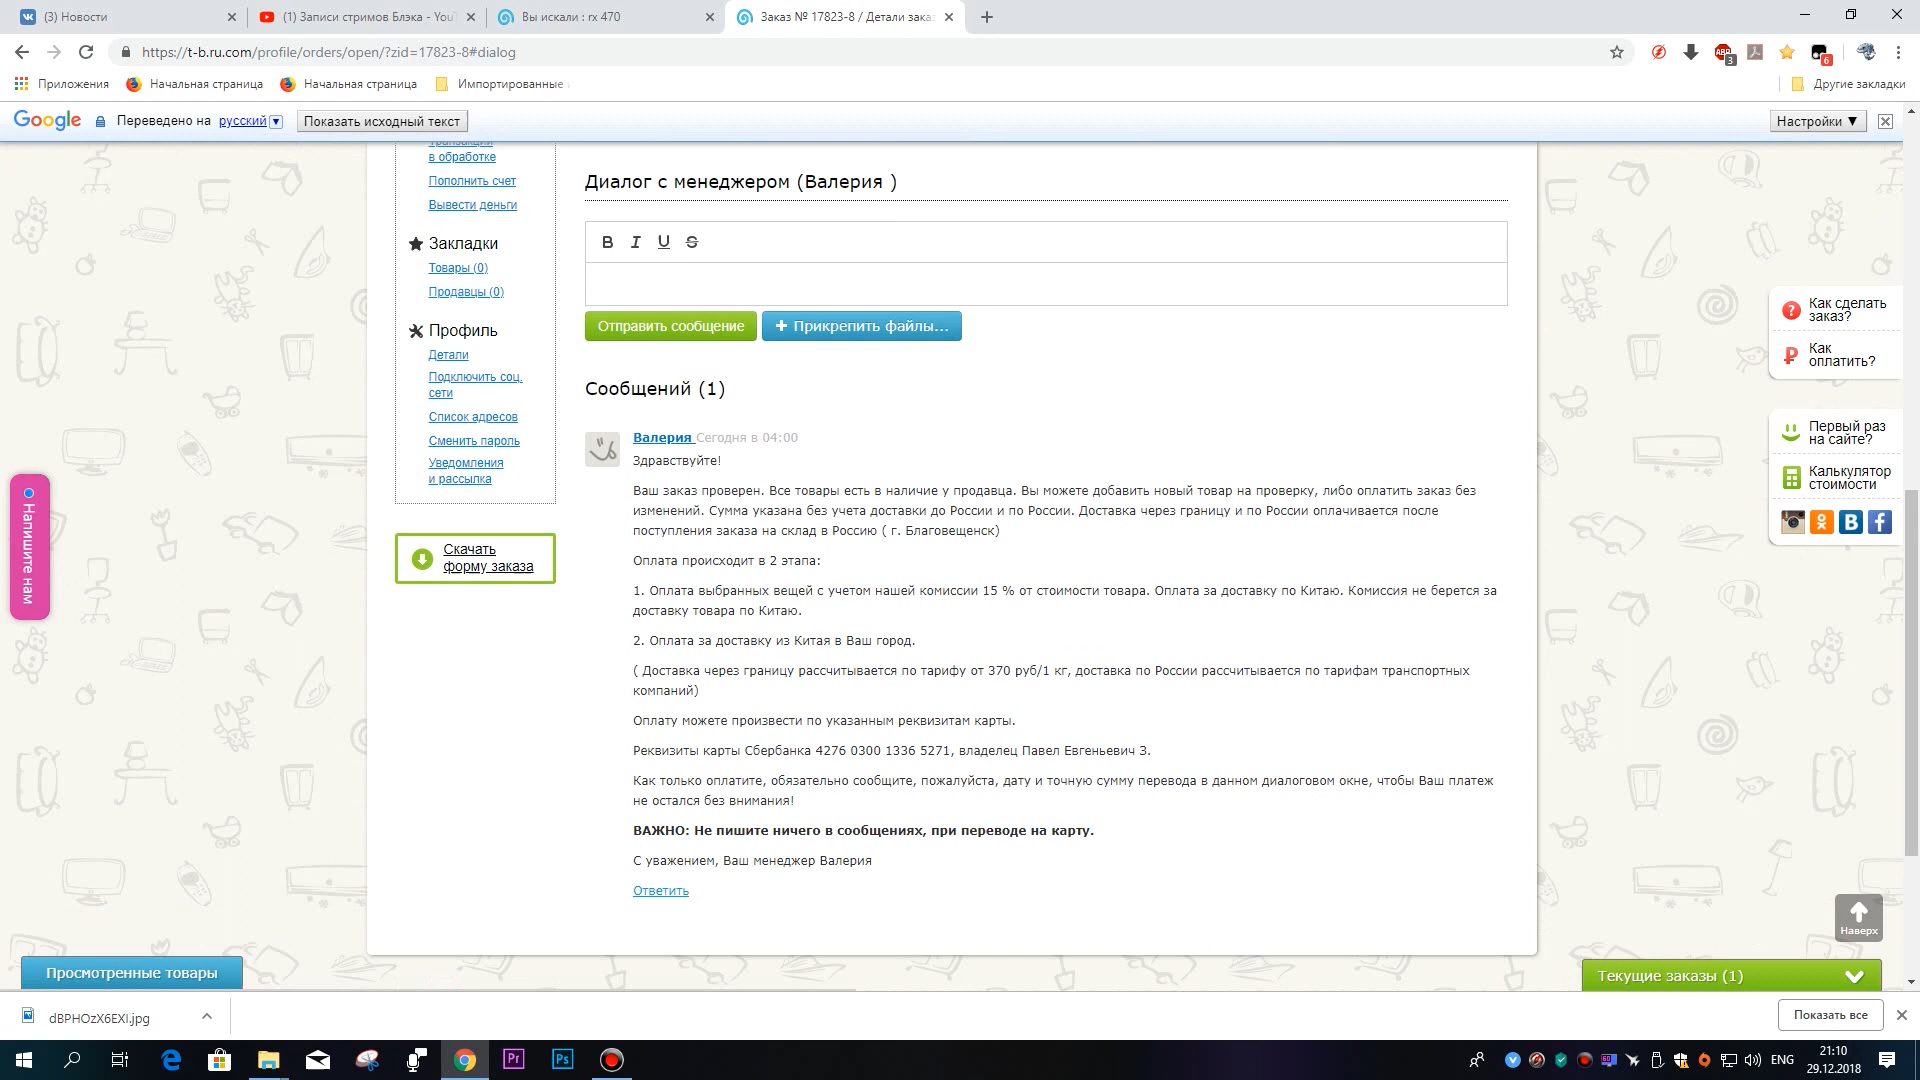 (3) Новости
(1) Записи стримов Блэка - YouT
Вы искали : rx 470
Заказ № 17823-8 / Детали заказ
https://t-b.ru.com/profile/orders/open/?zid=17823-8#dialog
ABP
3
6
Приложения
Начальная страница
Начальная страница
Импортированные
Другие закладки
Google
Переведено на русский
Показать исходный текст
Настройки ▼
Транзакции
в обработке
Пополнить счет
Вывести деньги
Закладки
Товары (0)
Продавцы (0)
Профиль
Детали
Подключить соц.
сети
Список адресов
Сменить пароль
Уведомления
и рассылка
Скачать
форму заказа
Напишите нам
Диалог с менеджером (Валерия )
B I U S
Отправить сообщение
+ Прикрепить файлы...
Сообщений (1)
Валерия Сегодня в 04:00
Здравствуйте!
Ваш заказ проверен. Все товары есть в наличие у продавца. Вы можете добавить новый товар на проверку, либо оплатить заказ без
изменений. Сумма указана без учета доставки до России и по России. Доставка через границу и по России оплачивается после
поступления заказа на склад в Россию ( г. Благовещенск)
Оплата происходит в 2 этапа:
1. Оплата выбранных вещей с учетом нашей комиссии 15 % от стоимости товара. Оплата за доставку по Китаю. Комиссия не берется за
доставку товара по Китаю.
2. Оплата за доставку из Китая в Ваш город.
( Доставка через границу рассчитывается по тарифу от 370 руб/1 кг, доставка по России рассчитывается по тарифам транспортных
компаний)
Оплату можете произвести по указанным реквизитам карты.
Реквизиты карты Сбербанка 4276 0300 1336 5271, владелец Павел Евгеньевич З.
Как только оплатите, обязательно сообщите, пожалуйста, дату и точную сумму перевода в данном диалоговом окне, чтобы Ваш платеж
не остался без внимания!
ВАЖНО: Не пишите ничего в сообщениях, при переводе на карту.
С уважением, Ваш менеджер Валерия
Ответить
Как сделать
заказ?
Как
оплатить?
Первый раз
на сайте?
Калькулятор
стоимости
Наверх
Просмотренные товары
Текущие заказы (1)
dBPHOzX6EXI.jpg
Показать все
Pr
Ps
60
ENG
21:10
29.12.2018